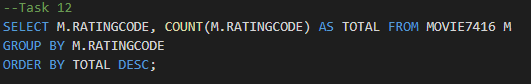 --Task 12
SELECT M.RATINGCODE, COUNT(M.RATINGCODE) AS TOTAL FROM MOVIE7416 M
GROUP BY M.RATINGCODE
ORDER BY TOTAL DESC;